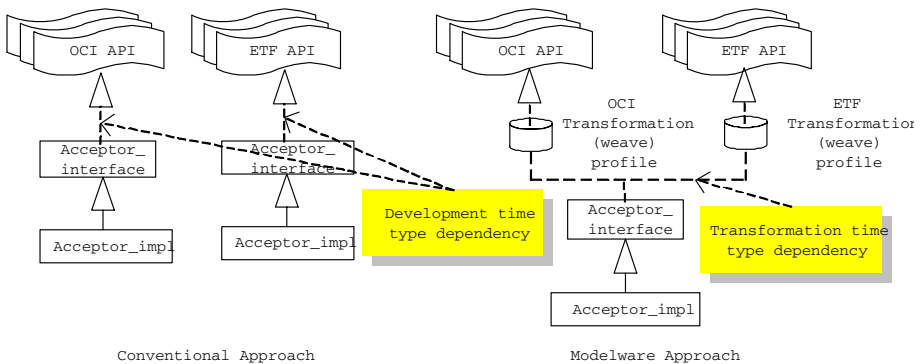 OCI API
ETF API
OCI API
ETF API
OCI
Transformation
(weave)
profile
ETF
Transformation
(weave)
profile
Acceptor_
interface
Acceptor_
interface
Acceptor_impl
Acceptor_impl
Development time
type dependency
Acceptor_
interface
Transformation time
type dependency
Acceptor_impl
Conventional Approach
Modelware Approach